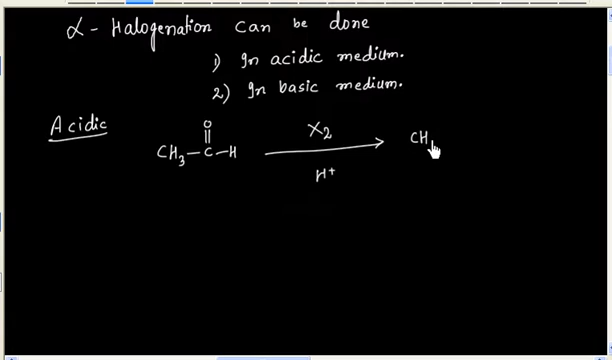 α - Halogenation can be done
1) In acidic medium.
2) In basic medium.
Acidic
O
CH3 - C - H X2 CH
H+